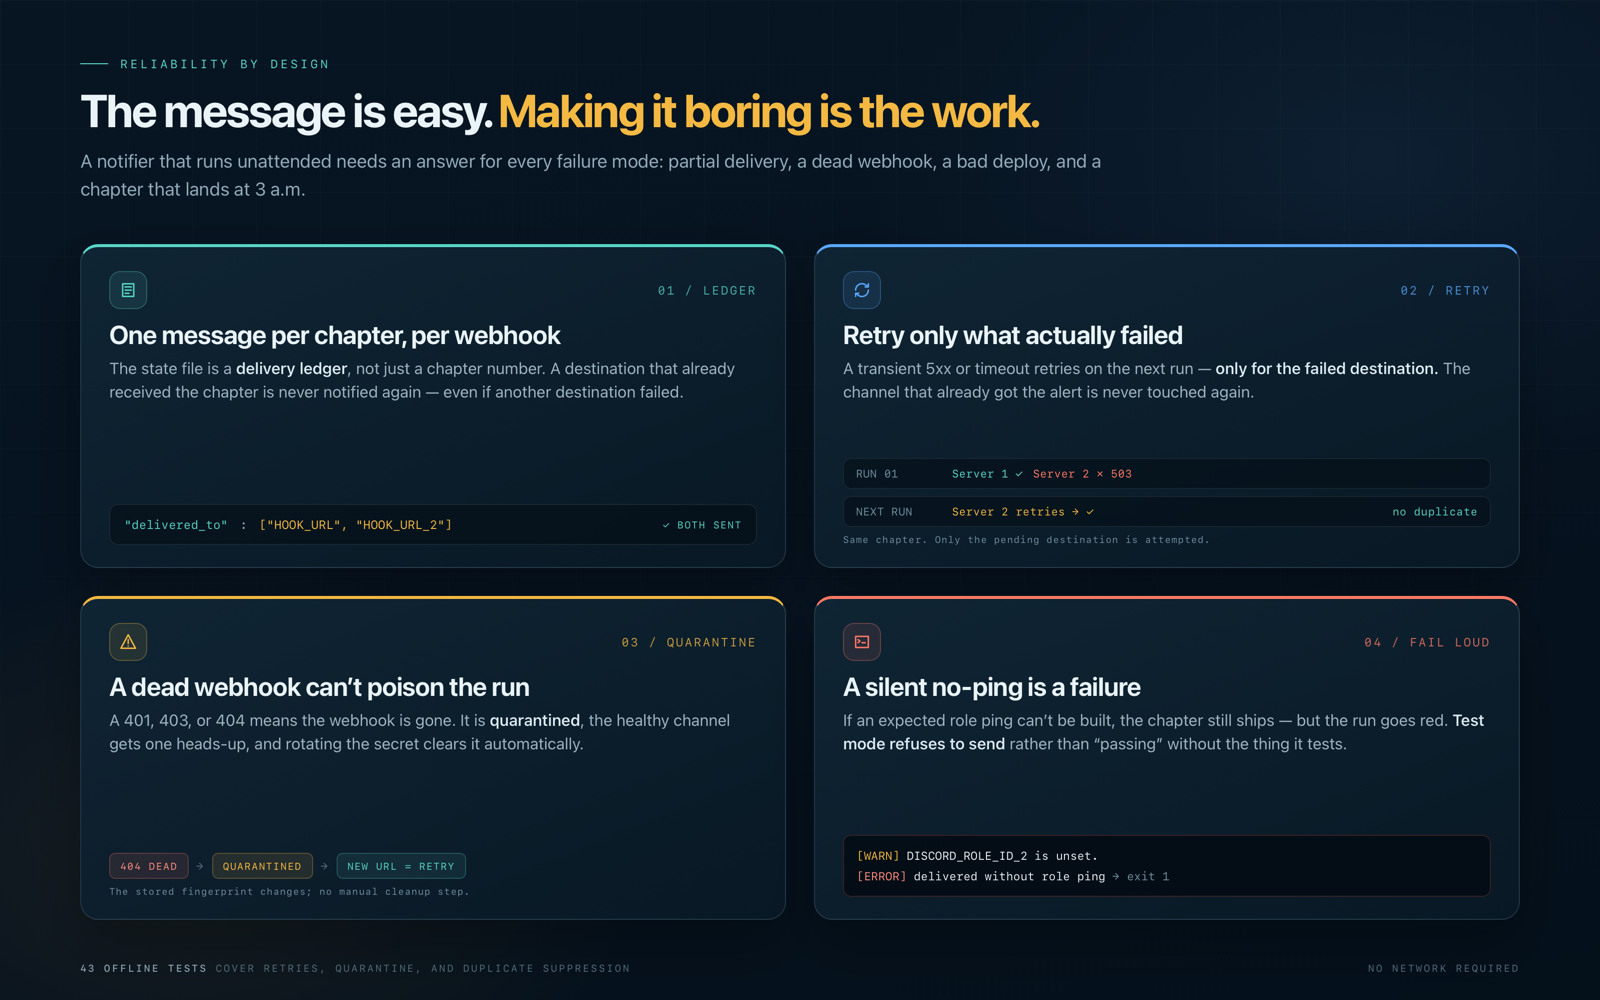 RELIABILITY BY DESIGN
The message is easy. Making it boring is the work.
A notifier that runs unattended needs an answer for every failure mode: partial delivery, a dead webhook, a bad deploy, and a
chapter that lands at 3 a.m.
01 / LEDGER
One message per chapter, per webhook
The state file is a delivery ledger, not just a chapter number. A destination that already
received the chapter is never notified again — even if another destination failed.
"delivered_to" : ["HOOK_URL", "HOOK_URL_2"] ✓ BOTH SENT
02 / RETRY
Retry only what actually failed
A transient 5xx or timeout retries on the next run — only for the failed destination. The
channel that already got the alert is never touched again.
RUN 01 Server 1 ✓ Server 2 × 503
NEXT RUN Server 2 retries → ✓ no duplicate
Same chapter. Only the pending destination is attempted.
03 / QUARANTINE
A dead webhook can’t poison the run
A 401, 403, or 404 means the webhook is gone. It is quarantined, the healthy channel
gets one heads-up, and rotating the secret clears it automatically.
404 DEAD → QUARANTINED → NEW URL = RETRY
The stored fingerprint changes; no manual cleanup step.
04 / FAIL LOUD
A silent no-ping is a failure
If an expected role ping can’t be built, the chapter still ships — but the run goes red. Test
mode refuses to send rather than “passing” without the thing it tests.
[WARN] DISCORD_ROLE_ID_2 is unset.
[ERROR] delivered without role ping → exit 1
43 OFFLINE TESTS COVER RETRIES, QUARANTINE, AND DUPLICATE SUPPRESSION
NO NETWORK REQUIRED